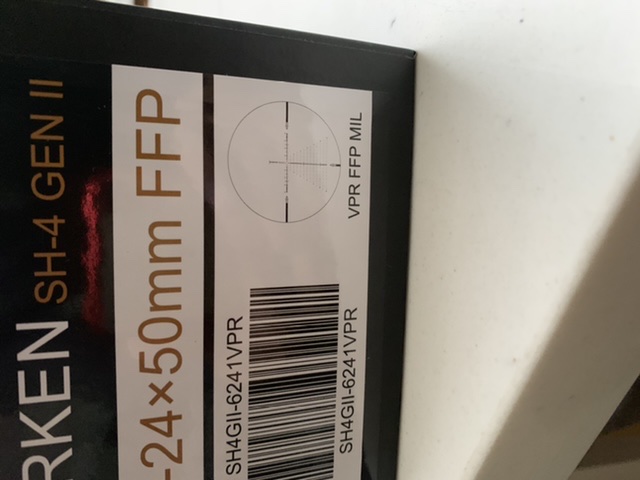 RKEN SH-4 GEN II
-24×50mm FFP
VPR FFP MIL
SH4GII-6241VPR
SH4GII-6241VPR